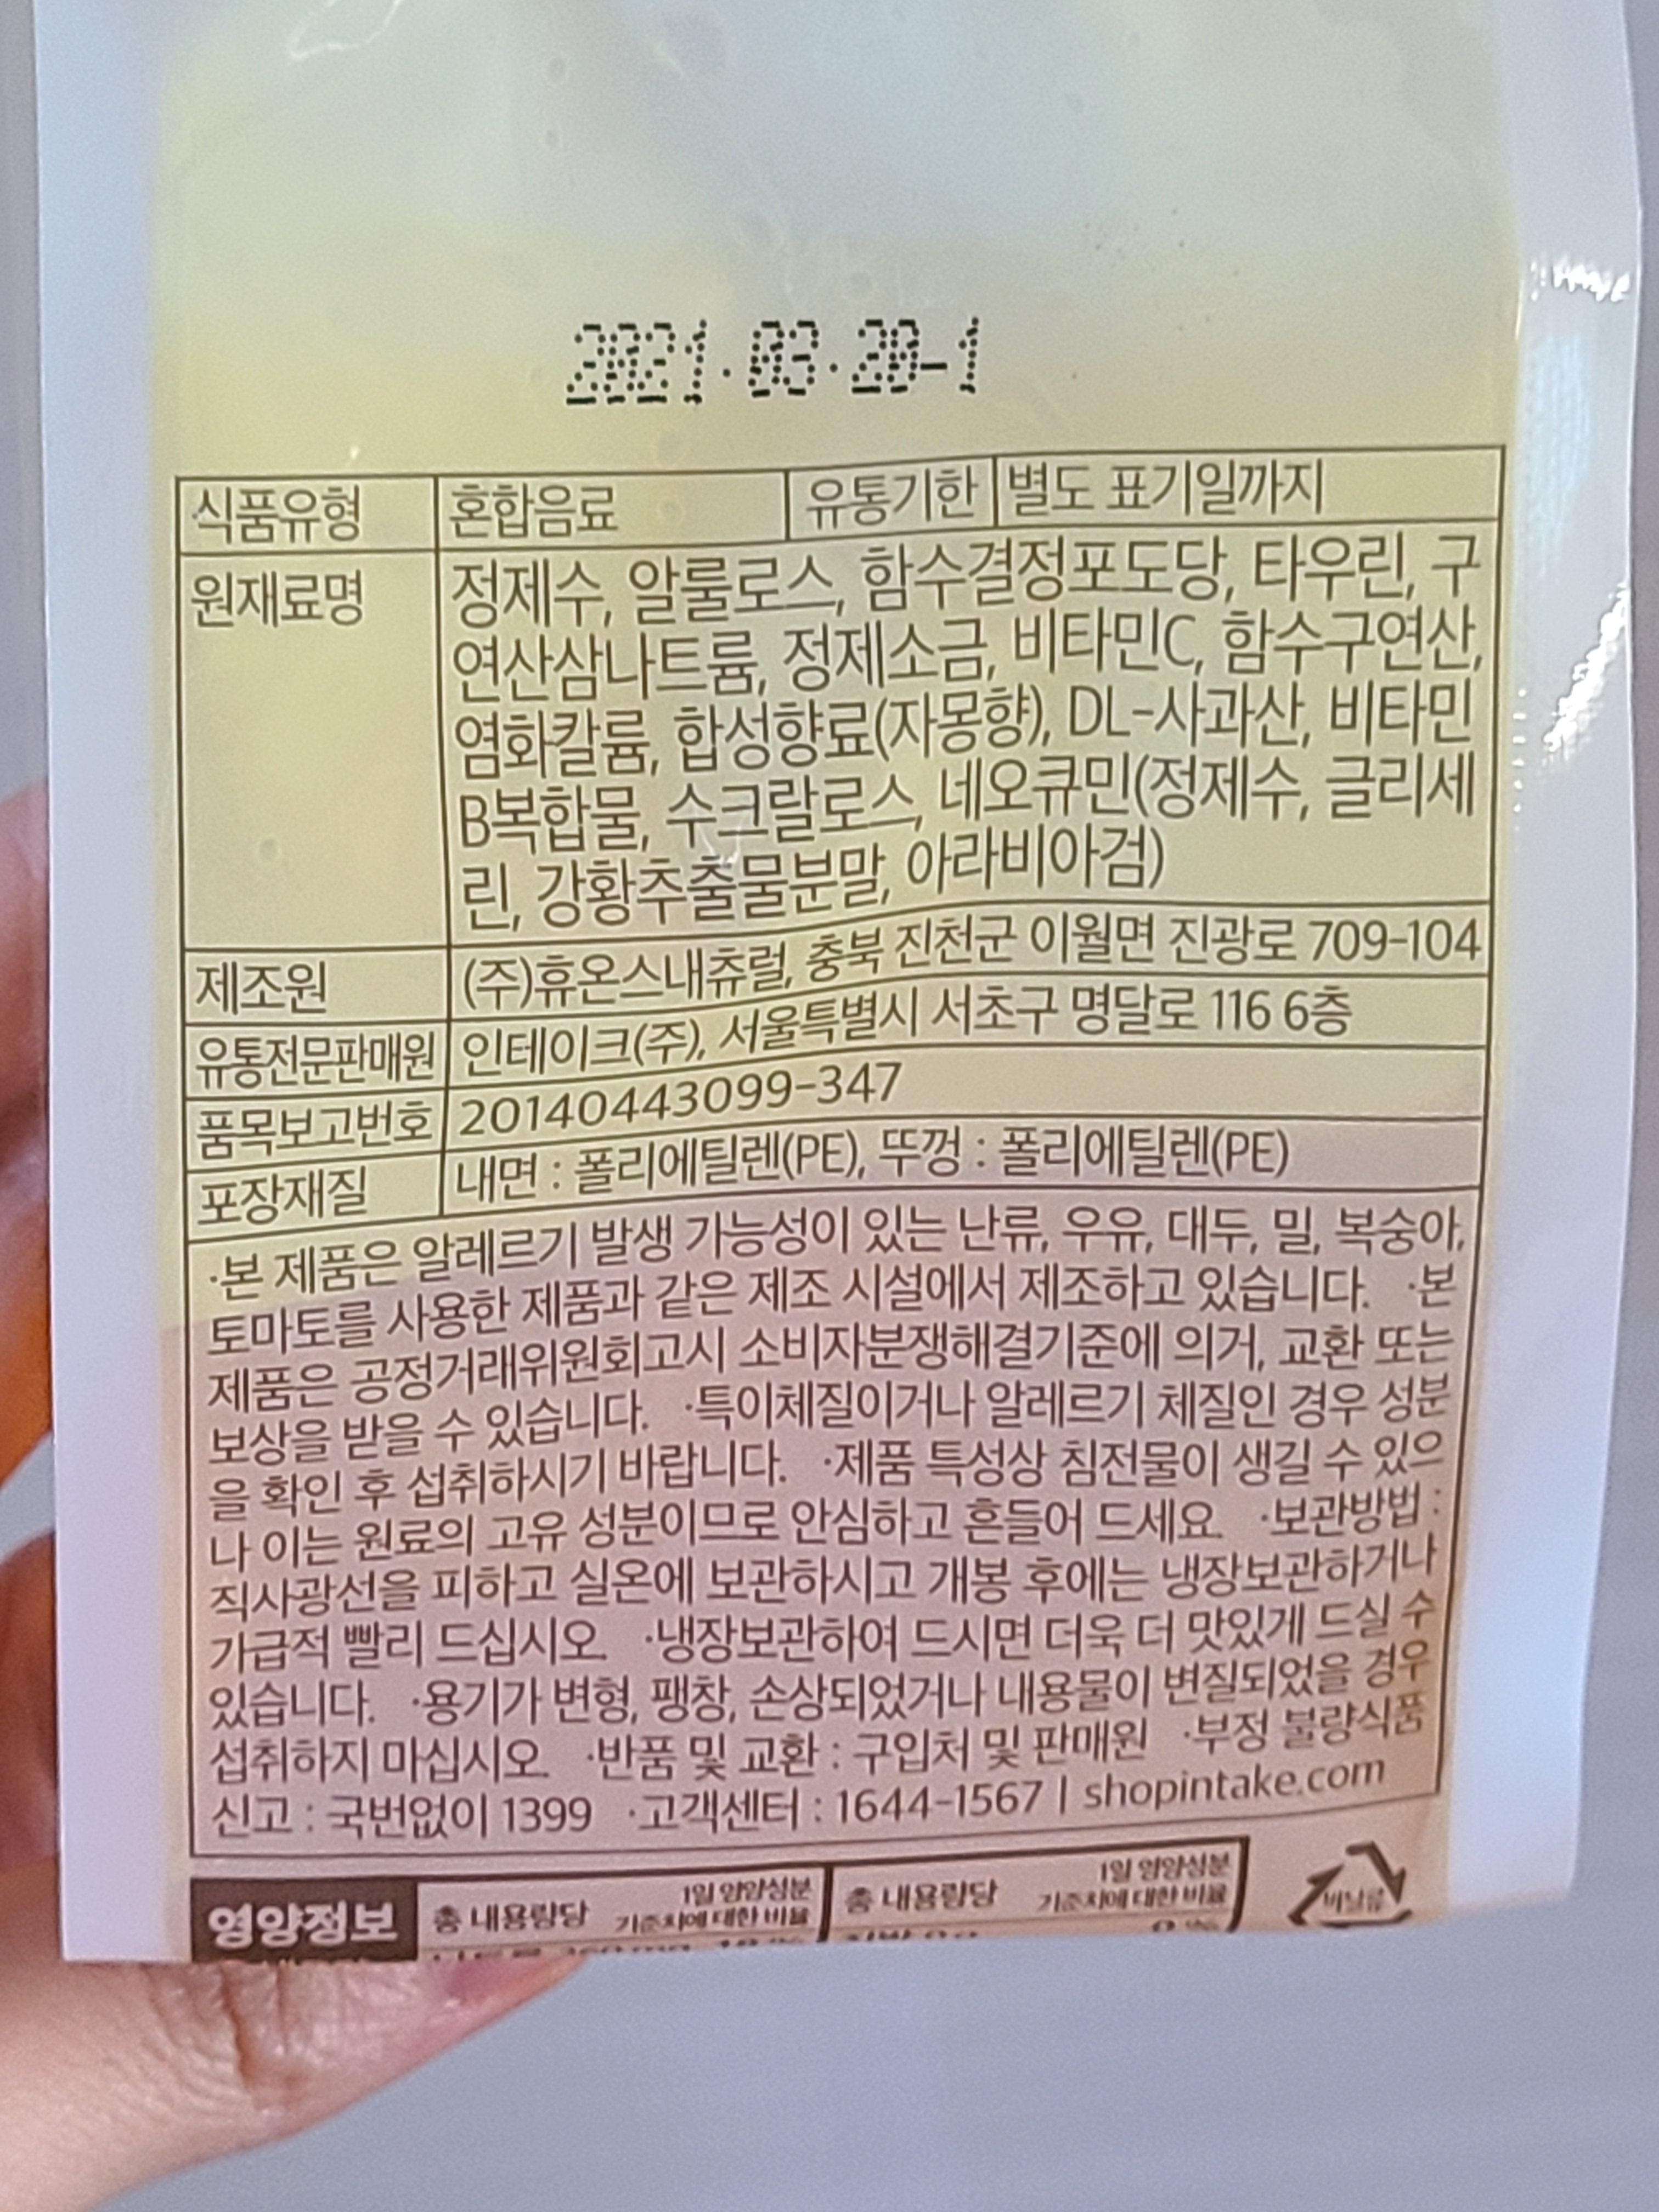 2021.03.20-1
식품유형 혼합음료 유통기한 별도 표기일까지
원재료명 정제수, 알룰로스, 함수결정포도당, 타우린, 구
연산삼나트륨, 정제소금, 비타민C, 함수구연산,
염화칼륨, 합성향료(자몽향), DL-사과산, 비타민
B복합물, 수크랄로스, 네오큐민(정제수, 글리세
린, 강황추출물분말, 아라비아검)
제조원 (주)휴온스내츄럴, 충북 진천군 이월면 진광로 709-104
유통전문판매원 인테이크(주), 서울특별시 서초구 명달로 116 6층
품목보고번호 20140443099-347
포장재질 내면 : 폴리에틸렌(PE), 뚜껑 : 폴리에틸렌(PE)
·본 제품은 알레르기 발생 가능성이 있는 난류, 우유, 대두, 밀, 복숭아,
토마토를 사용한 제품과 같은 제조 시설에서 제조하고 있습니다. ·본
제품은 공정거래위원회고시 소비자분쟁해결기준에 의거, 교환 또는
보상을 받을 수 있습니다. ·특이체질이거나 알레르기 체질인 경우 성분
을 확인 후 섭취하시기 바랍니다. ·제품 특성상 침전물이 생길 수 있으
나 이는 원료의 고유 성분이므로 안심하고 흔들어 드세요. ·보관방법 :
직사광선을 피하고 실온에 보관하시고 개봉 후에는 냉장보관하거나
가급적 빨리 드십시오. ·냉장보관하여 드시면 더욱 더 맛있게 드실 수
있습니다. ·용기가 변형, 팽창, 손상되었거나 내용물이 변질되었을 경우
섭취하지 마십시오. ·반품 및 교환 : 구입처 및 판매원 ·부정 불량식품
신고 : 국번없이 1399 ·고객센터 : 1644-1567 | shopintake.com
영양정보 총 내용량당 1일 영양성분 총 내용량당 1일 영양성분
기준치에 대한 비율 기준치에 대한 비율
비닐류